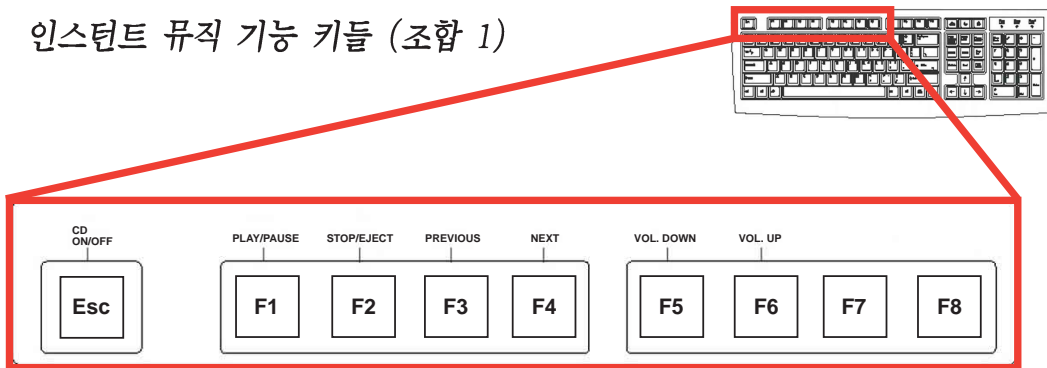 인스턴트 뮤직 기능 키들 (조합 1)
CD
ON/OFF
PLAY/PAUSE STOP/EJECT PREVIOUS NEXT VOL. DOWN VOL. UP
Esc F1 F2 F3 F4 F5 F6 F7 F8